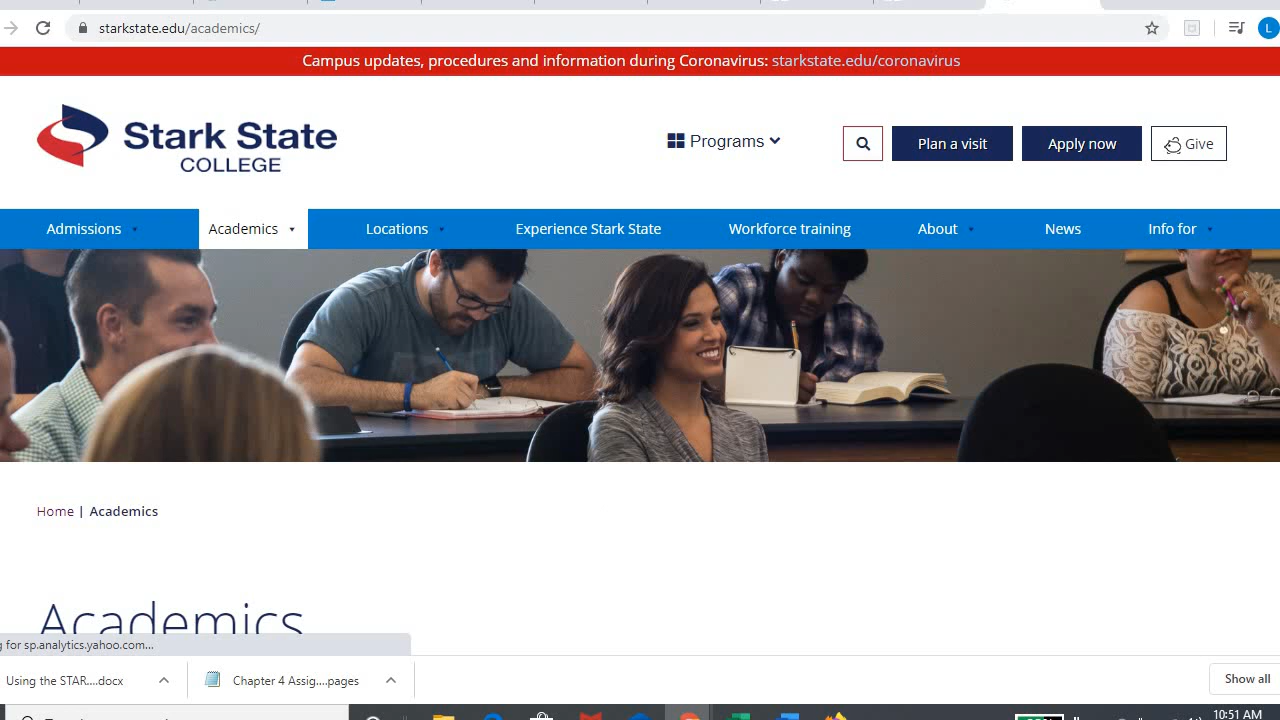 starkstate.edu/academics/
L
Campus updates, procedures and information during Coronavirus: starkstate.edu/coronavirus
Stark State
COLLEGE
Programs
Plan a visit
Apply now
Give
Admissions
Academics
Locations
Experience Stark State
Workforce training
About
News
Info for
Home | Academics
Academics
for sp.analytics.yahoo.com...
Using the STAR....docx
Chapter 4 Assig....pages
Show all
10:51 AM